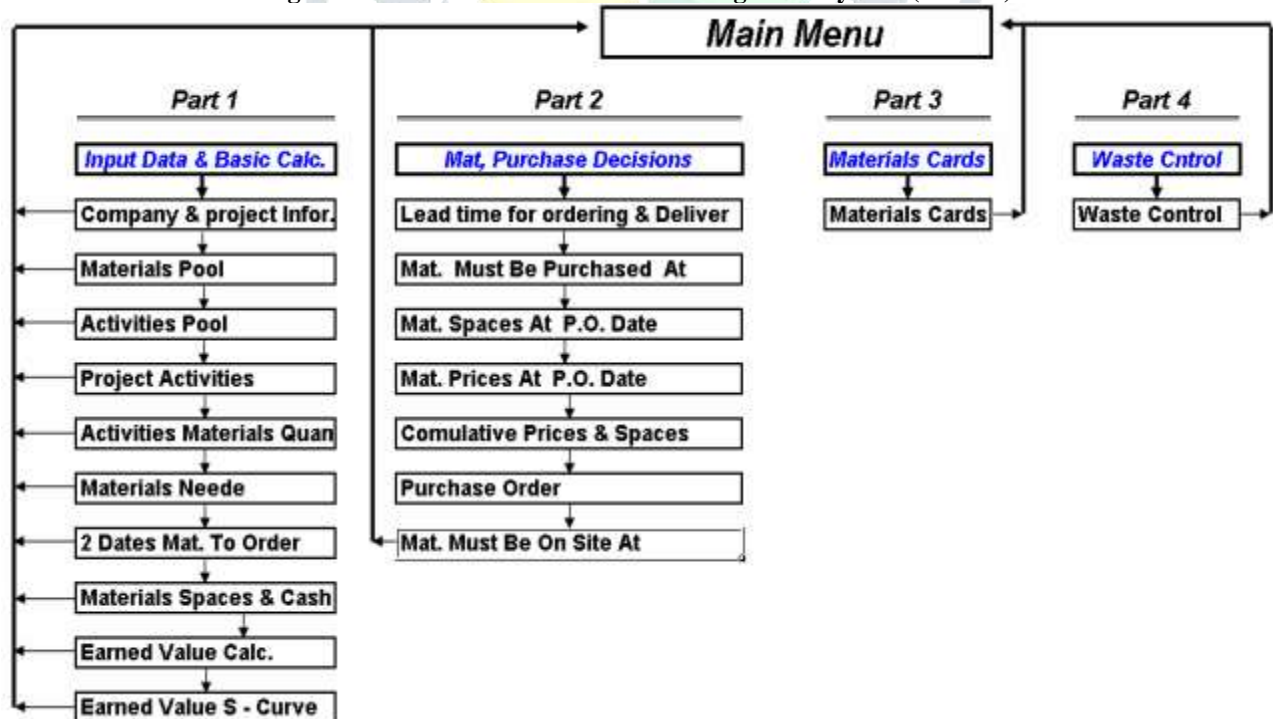 Main Menu
Part 1
Part 2
Part 3
Part 4
Input Data & Basic Calc.
Mat, Purchase Decisions
Materials Cards
Waste Cntrol
Company & project Infor.
Lead time for ordering & Deliver
Materials Cards
Waste Control
Materials Pool
Mat. Must Be Purchased At
Activities Pool
Mat. Spaces At P.O. Date
Project Activities
Mat. Prices At P.O. Date
Activities Materials Quan
Comulative Prices & Spaces
Materials Neede
Purchase Order
2 Dates Mat. To Order
Mat. Must Be On Site At
Materials Spaces & Cash
Earned Value Calc.
Earned Value S - Curve